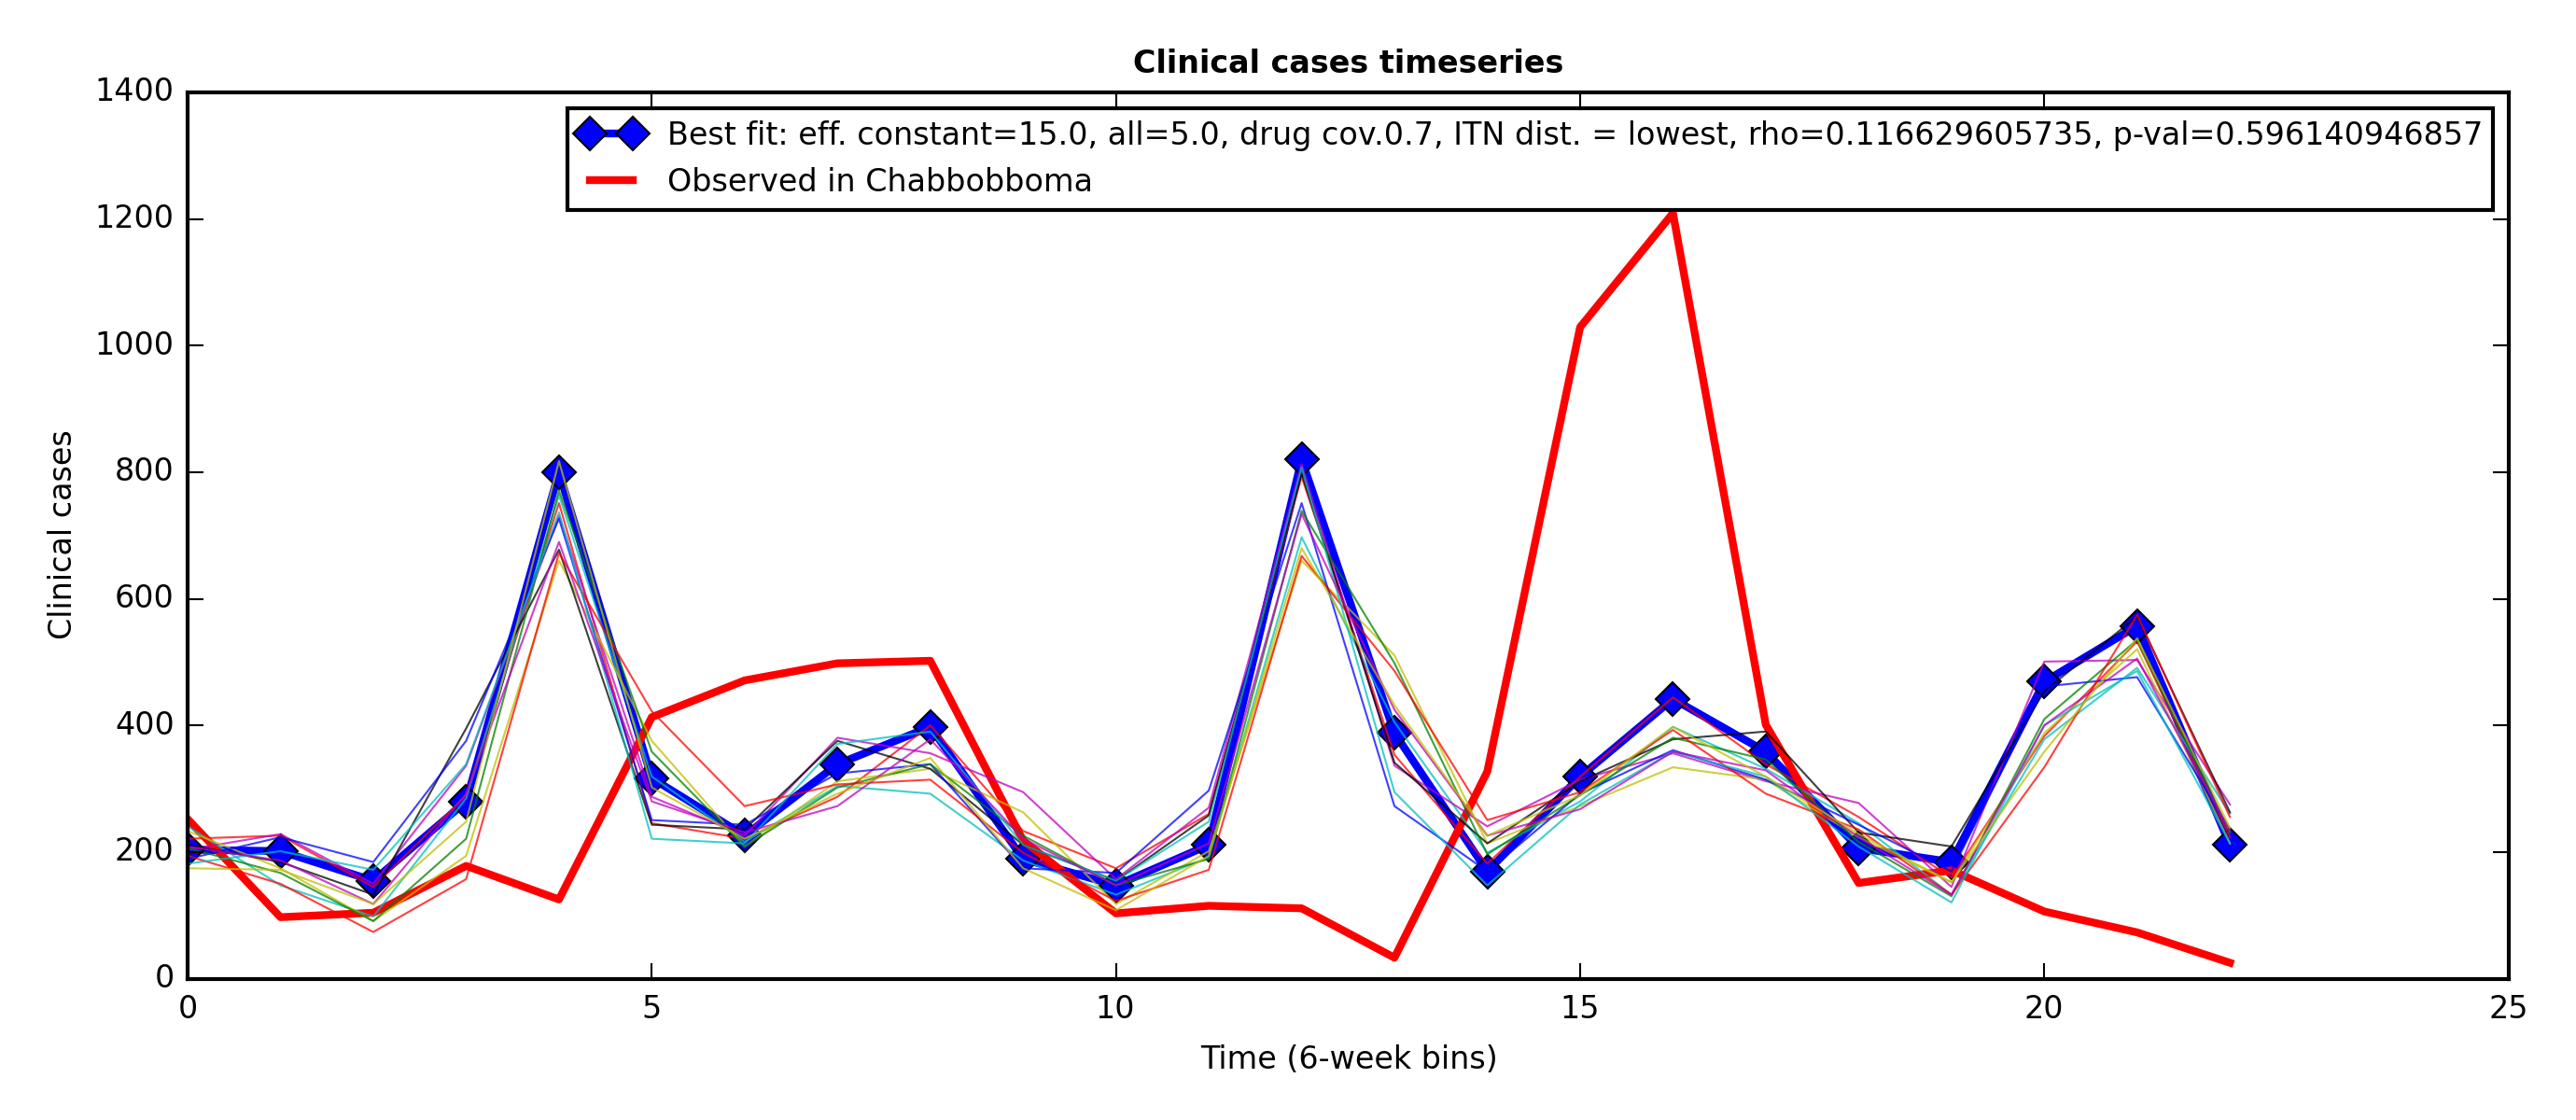 Clinical cases timeseries
1400
1200
1000
800
600
400
200
0
Clinical cases
Best fit: eff. constant=15.0, all=5.0, drug cov.0.7, ITN dist. = lowest, rho=0.116629605735, p-val=0.596140946857
Observed in Chabbobboma
0 5 10 15 20 25
Time (6-week bins)